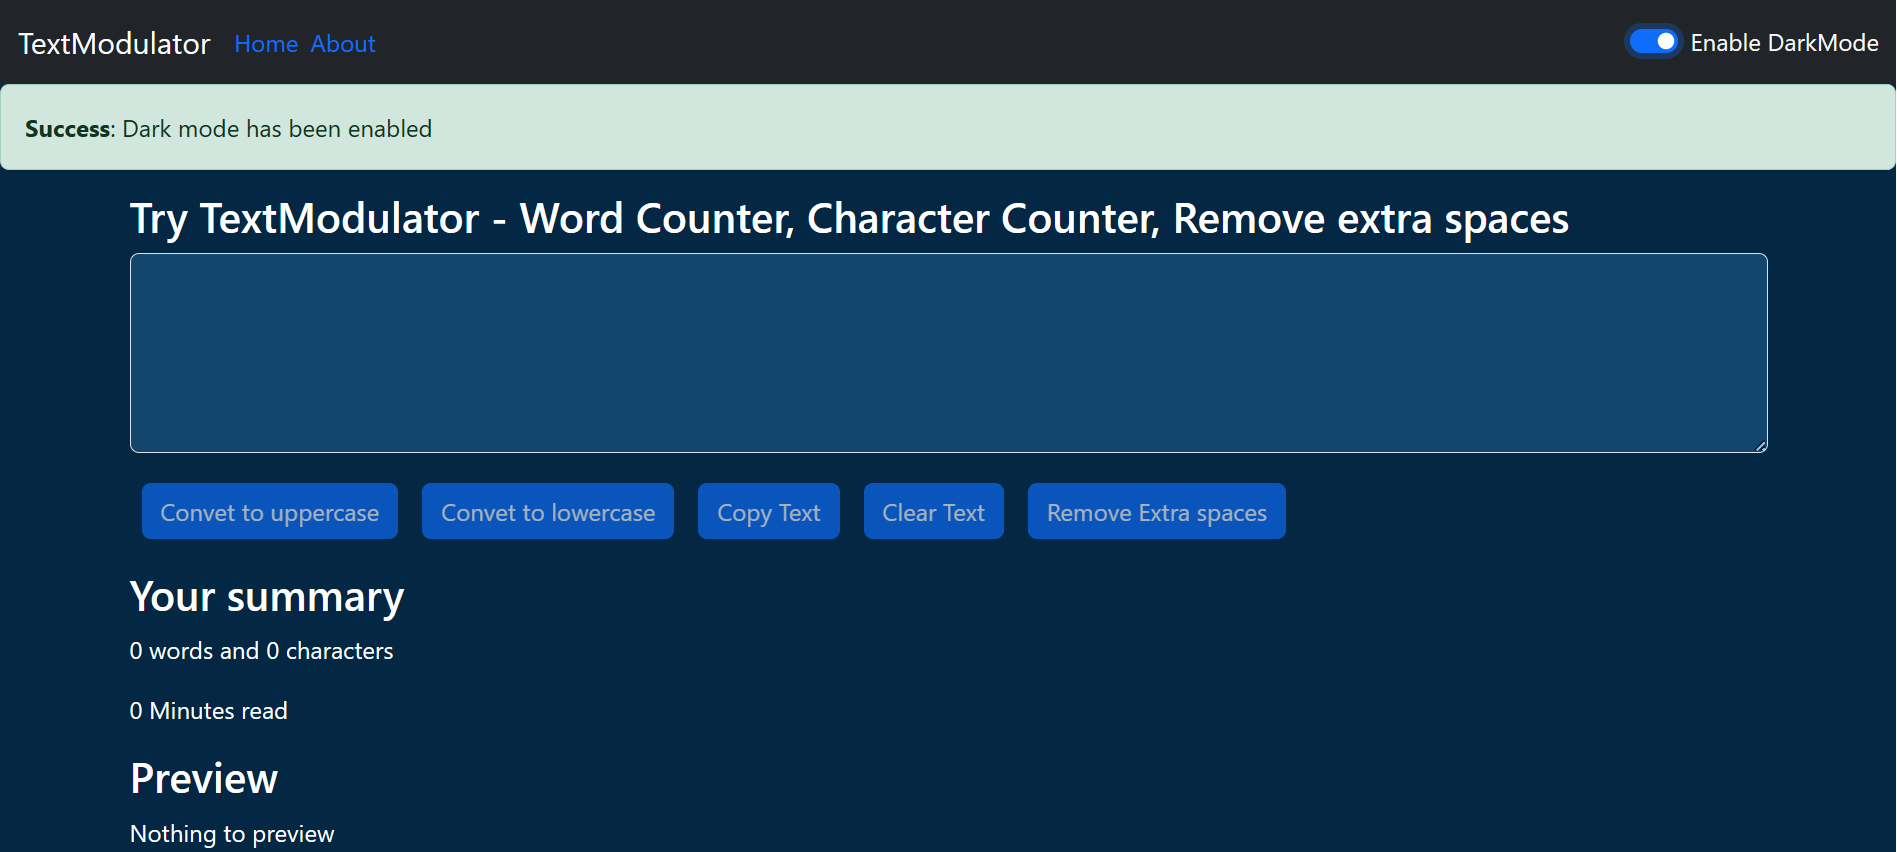 TextModulator Home About Enable DarkMode
Success: Dark mode has been enabled
Try TextModulator - Word Counter, Character Counter, Remove extra spaces
Convet to uppercase Convet to lowercase Copy Text Clear Text Remove Extra spaces
Your summary
0 words and 0 characters
0 Minutes read
Preview
Nothing to preview